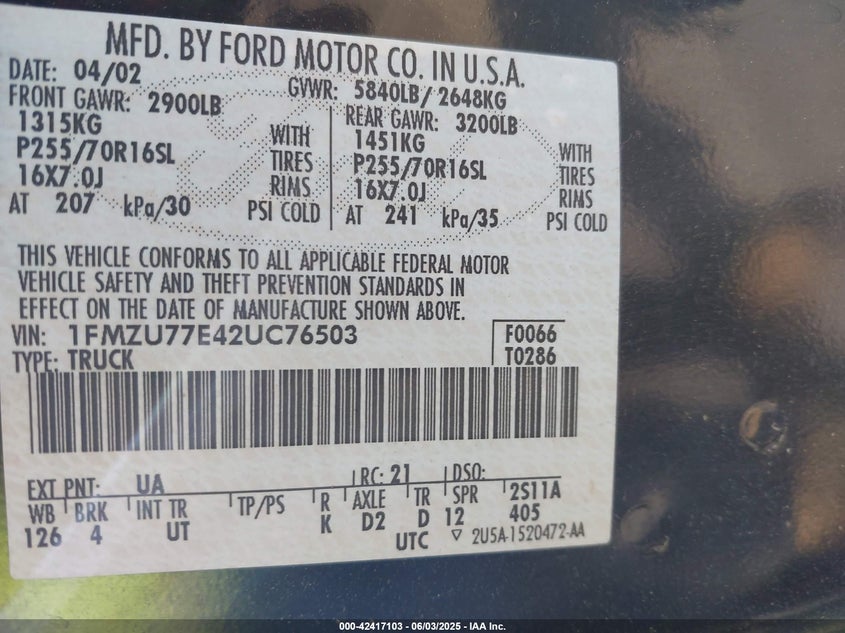 MFD. BY FORD MOTOR CO. IN U.S.A.
DATE: 04/02 GVWR: 5840LB/ 2648KG
FRONT GAWR: 2900LB REAR GAWR: 3200LB
1315KG WITH 1451KG WITH
P255/70R16SL TIRES P255/70R16SL TIRES
16X7.0J RIMS 16X7.0J RIMS
AT 207 kPa/30 PSI COLD AT 241 kPa/35 PSI COLD
THIS VEHICLE CONFORMS TO ALL APPLICABLE FEDERAL MOTOR
VEHICLE SAFETY AND THEFT PREVENTION STANDARDS IN
EFFECT ON THE DATE OF MANUFACTURE SHOWN ABOVE.
VIN: 1FMZU77E42UC76503 F0066
TYPE: TRUCK T0286
EXT PNT: UA RC: 21 DSO:
WB BRK INT TR TP/PS R AXLE TR SPR 2S11A
126 4 UT K D2 D 12 405
UTC 2U5A-1520472-AA
000-42417103 - 06/03/2025 - IAA Inc.